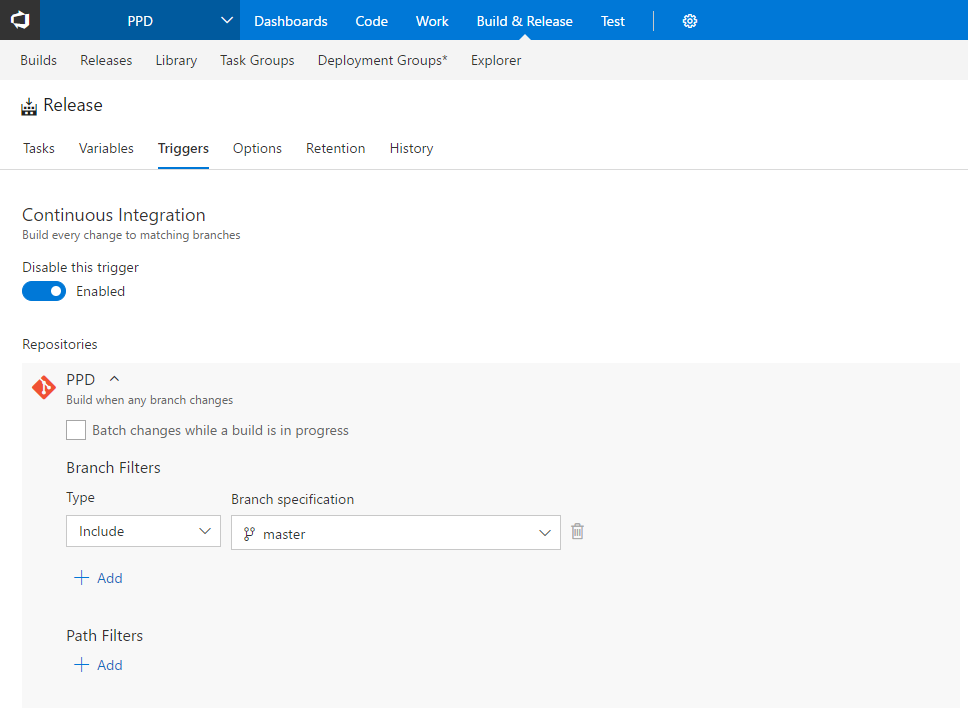 PPD Dashboards Code Work Build & Release Test
Builds Releases Library Task Groups Deployment Groups* Explorer
Release
Tasks Variables Triggers Options Retention History
Continuous Integration
Build every change to matching branches
Disable this trigger
Enabled
Repositories
PPD
Build when any branch changes
Batch changes while a build is in progress
Branch Filters
Type Branch specification
Include master
Add
Path Filters
Add